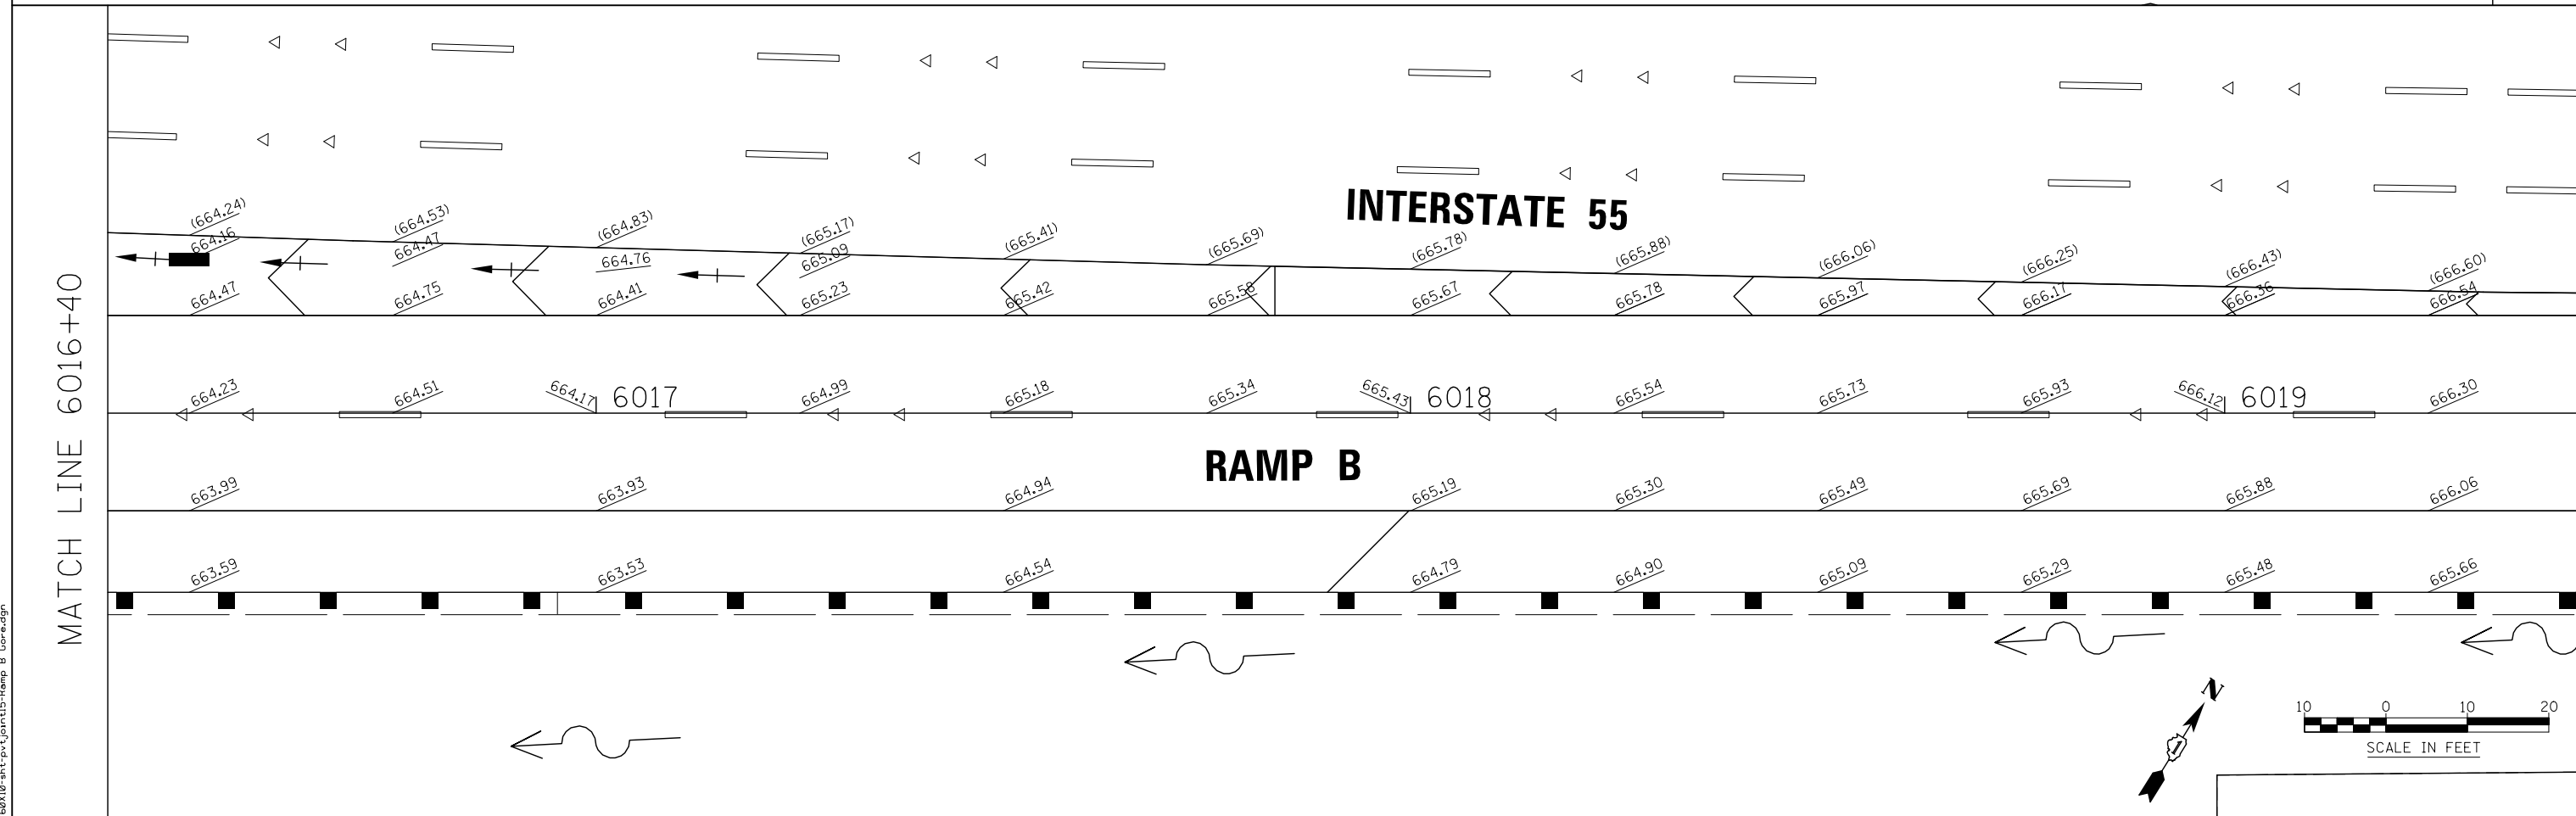 INTERSTATE 55
(664.24) (664.53) (664.83) (665.17) (665.41) (665.69) (665.78) (665.88) (666.06) (666.25) (666.43) (666.60)
664.16 664.47 664.76 665.09
664.47 664.75 664.41 665.23 665.42 665.58 665.67 665.78 665.97 666.17 666.36 666.54
664.23 664.51 664.17 6017 664.99 665.18 665.34 665.43 6018 665.54 665.73 665.93 666.12 6019 666.30
RAMP B
663.99 663.93 664.94 665.19 665.30 665.49 665.69 665.88 666.06
663.59 663.53 664.54 664.79 664.90 665.09 665.29 665.48 665.66
MATCH LINE 6016+40
N
1
10 0 10 20
SCALE IN FEET
60X10-sht-pvtjoint15-Ramp B Gore.dgn